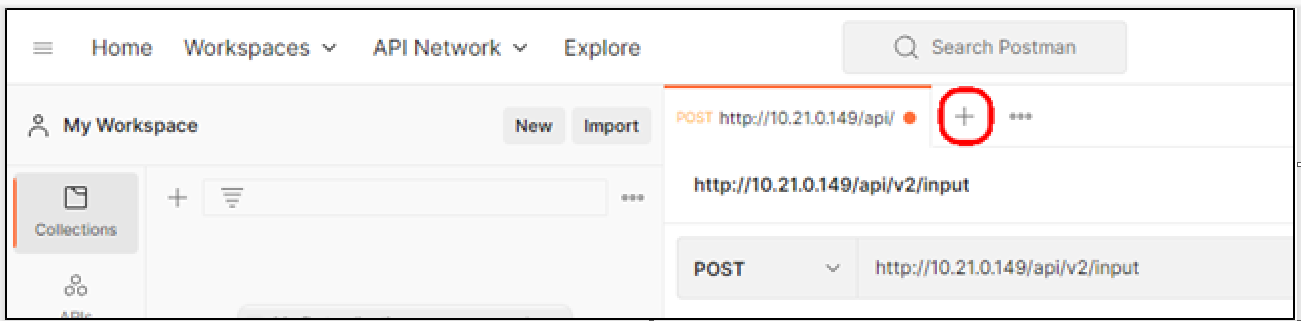 Home Workspaces API Network Explore Search Postman
My Workspace New Import POST http://10.21.0.149/api/
http://10.21.0.149/api/v2/input
Collections
POST http://10.21.0.149/api/v2/input
APIs